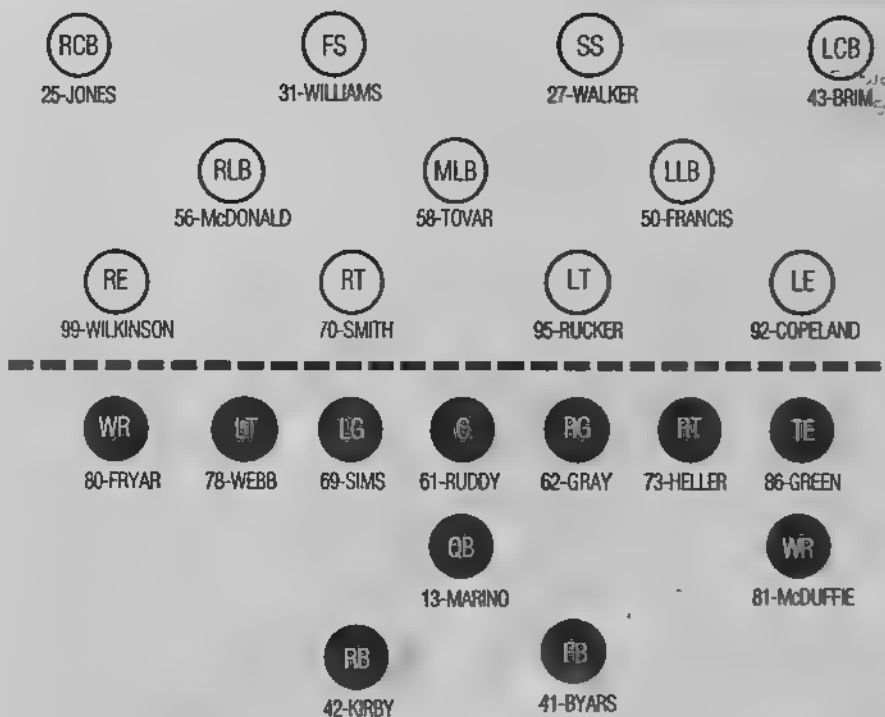 RCB FS SS LCB
25-JONES 31-WILLIAMS 27-WALKER 43-BRIM
RLB MLB LLB
56-McDONALD 58-TOVAR 50-FRANCIS
RE RT LT LE
99-WILKINSON 70-SMITH 95-RUCKER 92-COPELAND
WR LT LG C RG RT TE
80-FRYAR 78-WEBB 69-SIMS 61-RUDDY 62-GRAY 73-HELLER 86-GREEN
QB WR
13-MARINO 81-McDUFFIE
RB FB
42-KIRBY 41-BYARS